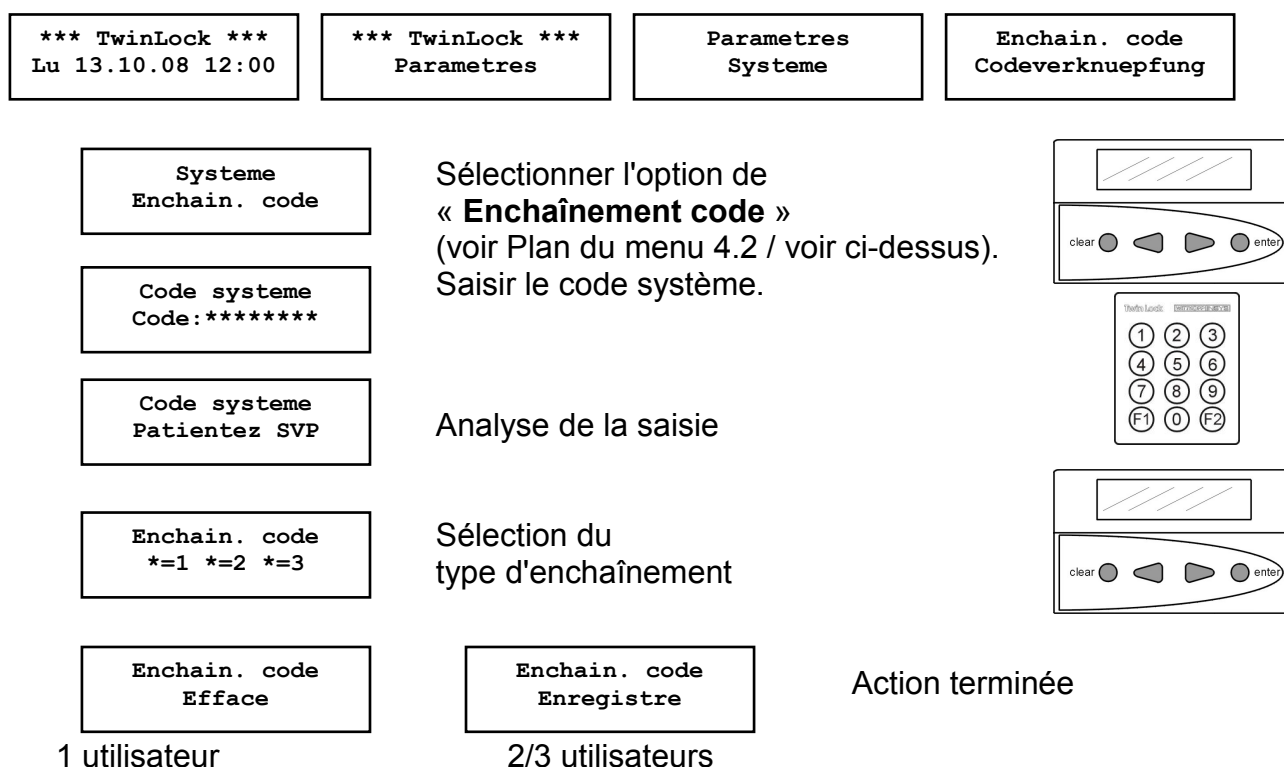 *** TwinLock ***
Lu 13.10.08 12:00
*** TwinLock ***
Parametres
Parametres
Systeme
Enchain. code
Codeverknuepfung
Systeme
Enchain. code
Sélectionner l'option de
« Enchaînement code »
(voir Plan du menu 4.2 / voir ci-dessus).
Saisir le code système.
clear enter
Code systeme
Code:********
Twin Lock
1 2 3
4 5 6
7 8 9
F1 0 F2
Code systeme
Patientez SVP
Analyse de la saisie
Enchain. code
*=1 *=2 *=3
Sélection du
type d'enchaînement
clear enter
Enchain. code
Efface
Enchain. code
Enregistre
Action terminée
1 utilisateur
2/3 utilisateurs